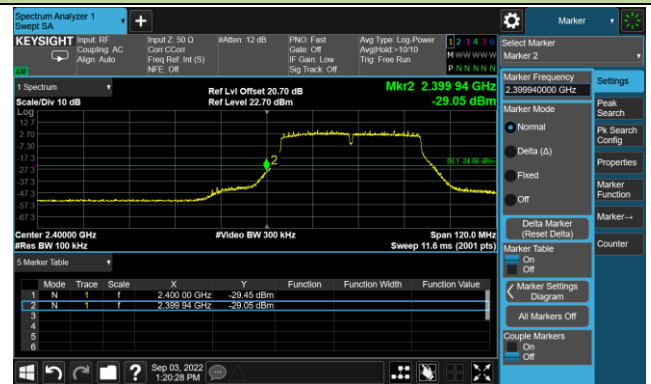 Spectrum Analyzer 1
Swept SA
Marker
KEYSIGHT
Input: RF
Coupling: AC
Align: Auto
Input Z: 50 Ω
Corr CCorr
Freq Ref: Int (S)
NFE: Off
#Atten: 12 dB
PNO: Fast
Gate: Off
IF Gain: Low
Sig Track: Off
Avg Type: Log-Power
Avg|Hold:>10/10
Trig: Free Run
1 2 3 4 5 6
M W W W W W
P N N N N N
Select Marker
Marker 2
Marker Frequency
2.399940000 GHz
Settings
Marker Mode
Normal
Delta (Δ)
Fixed
Off
Peak Search
Pk Search Config
Properties
Marker Function
Marker→
Counter
Delta Marker
(Reset Delta)
Marker Table
On
Off
Marker Settings
Diagram
All Markers Off
Couple Markers
On
Off
1 Spectrum
Scale/Div 10 dB
Ref Lvl Offset 20.70 dB
Ref Level 22.70 dBm
Mkr2 2.399 94 GHz
-29.05 dBm
Log
12.7
2.70
-7.30
-17.3
-27.3
-37.3
-47.3
-57.3
-67.3
2
DL1 -24.06 dBm
Center 2.40000 GHz
#Video BW 300 kHz
Span 120.0 MHz
#Res BW 100 kHz
Sweep 11.6 ms (2001 pts)
5 Marker Table
Mode Trace Scale X Y Function Function Width Function Value
1 N 1 f 2.400 00 GHz -29.45 dBm
2 N 1 f 2.399 94 GHz -29.05 dBm
3
4
5
6
Sep 03, 2022
1:20:28 PM